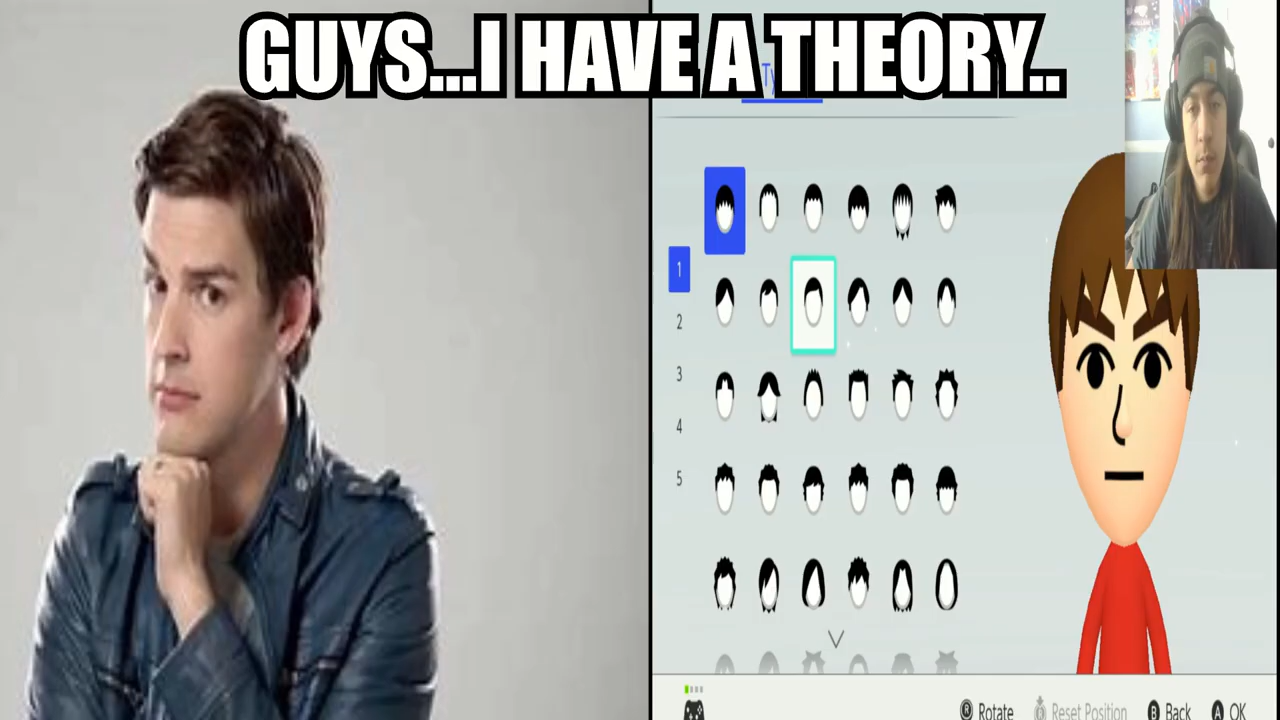 GUYS...I HAVE A THEORY..
1
2
3
4
5
R Rotate
R Reset Position
B Back
A OK